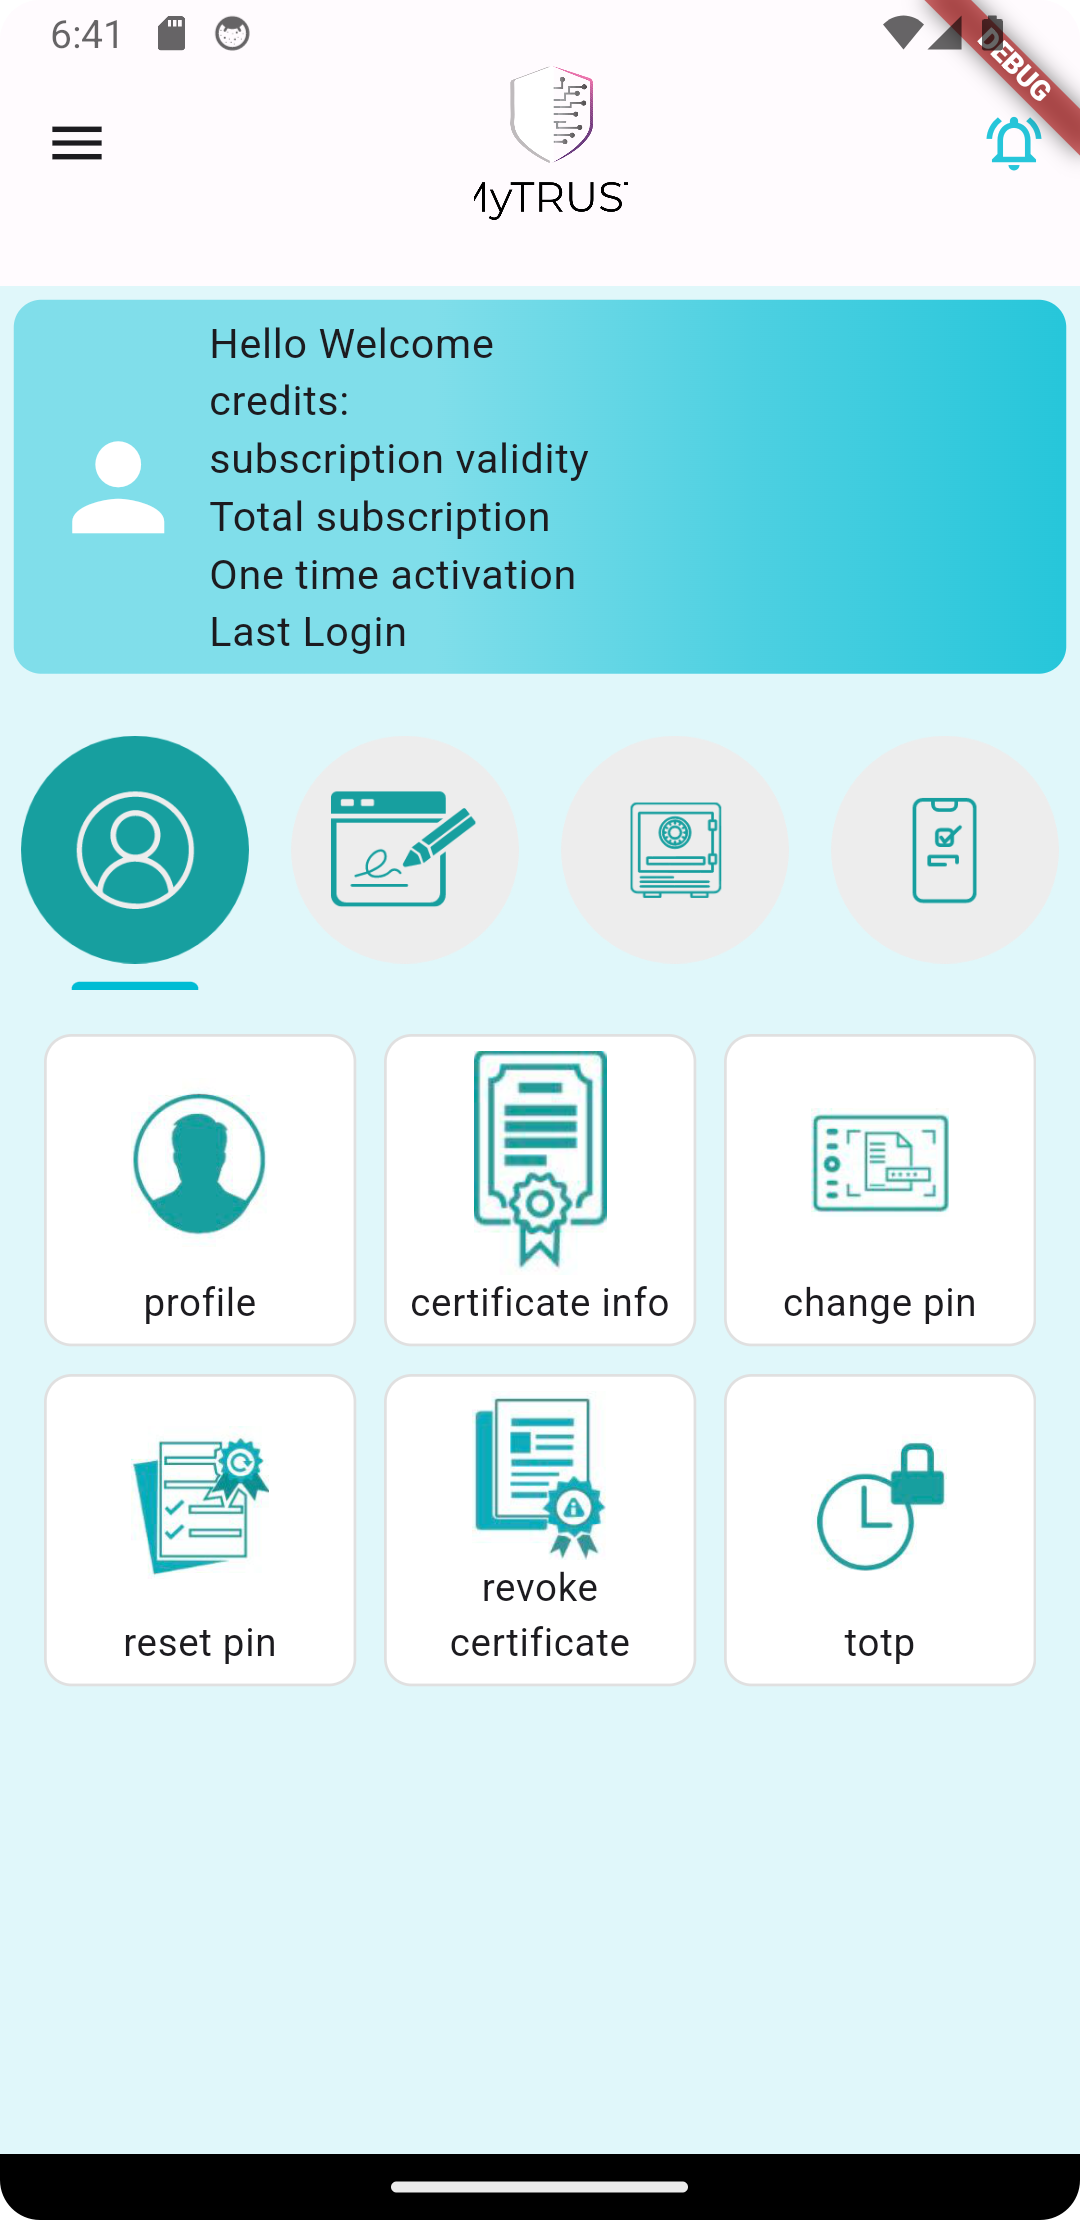 6:41
DEBUG
MyTRUST
Hello Welcome
credits:
subscription validity
Total subscription
One time activation
Last Login
profile
certificate info
change pin
reset pin
revoke
certificate
totp